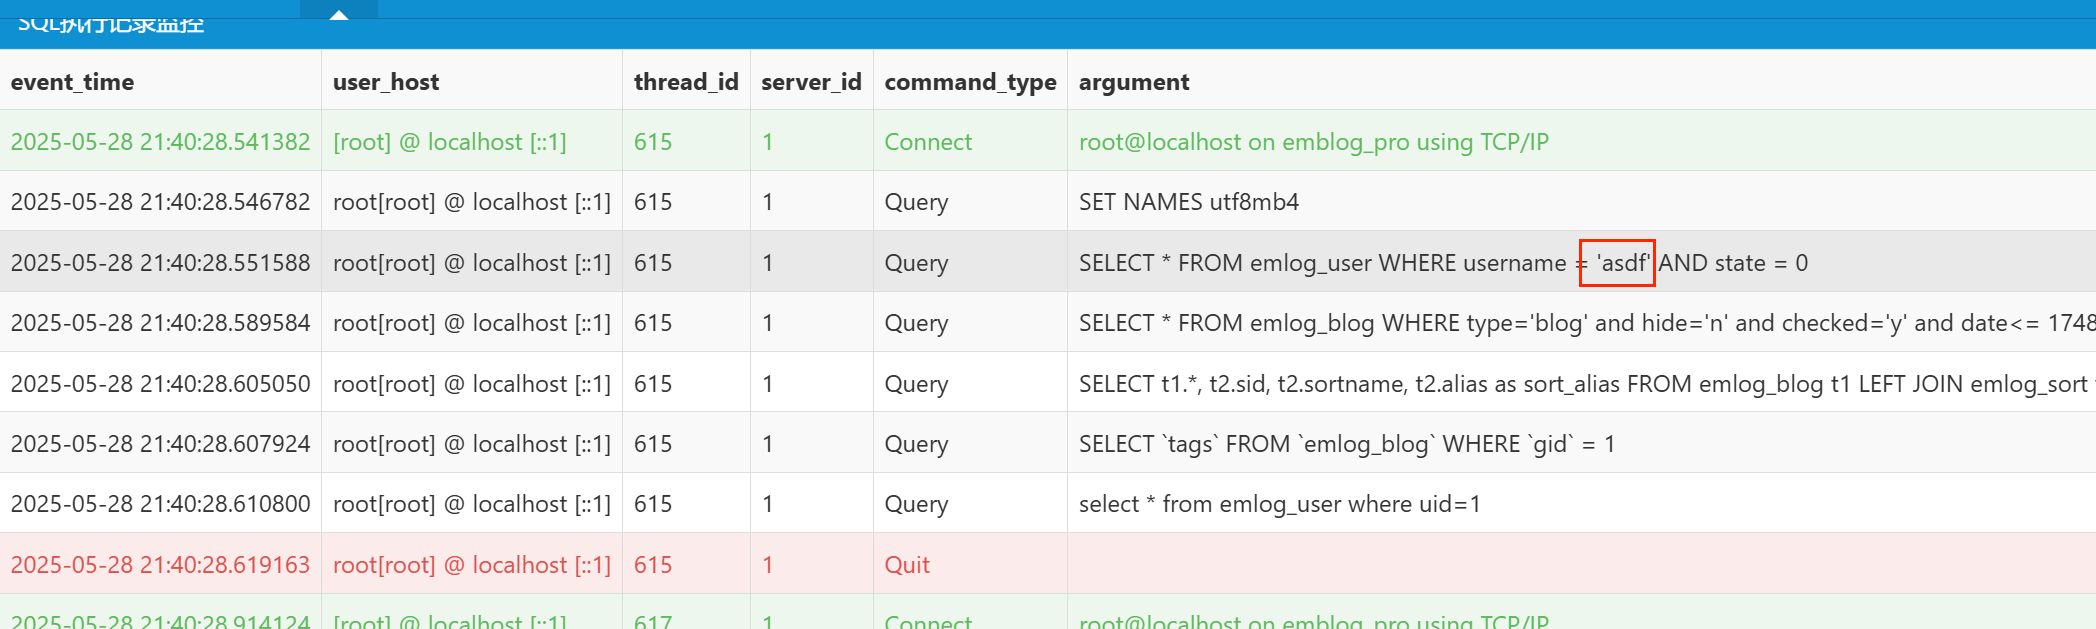 SQL执行记录监控
event_time user_host thread_id server_id command_type argument
2025-05-28 21:40:28.541382 [root] @ localhost [::1] 615 1 Connect root@localhost on emblog_pro using TCP/IP
2025-05-28 21:40:28.546782 root[root] @ localhost [::1] 615 1 Query SET NAMES utf8mb4
2025-05-28 21:40:28.551588 root[root] @ localhost [::1] 615 1 Query SELECT * FROM emlog_user WHERE username = 'asdf' AND state = 0
2025-05-28 21:40:28.589584 root[root] @ localhost [::1] 615 1 Query SELECT * FROM emlog_blog WHERE type='blog' and hide='n' and checked='y' and date<= 1748
2025-05-28 21:40:28.605050 root[root] @ localhost [::1] 615 1 Query SELECT t1.*, t2.sid, t2.sortname, t2.alias as sort_alias FROM emlog_blog t1 LEFT JOIN emlog_sort
2025-05-28 21:40:28.607924 root[root] @ localhost [::1] 615 1 Query SELECT `tags` FROM `emlog_blog` WHERE `gid` = 1
2025-05-28 21:40:28.610800 root[root] @ localhost [::1] 615 1 Query select * from emlog_user where uid=1
2025-05-28 21:40:28.619163 root[root] @ localhost [::1] 615 1 Quit
2025-05-28 21:40:28.914124 [root] @ localhost [::1] 617 1 Connect root@localhost on emblog_pro using TCP/IP